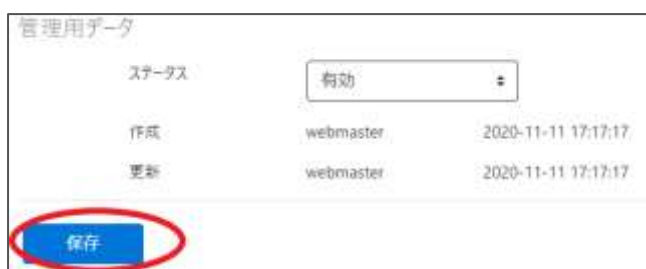 管理用データ
ステータス 有効
作成 webmaster 2020-11-11 17:17:17
更新 webmaster 2020-11-11 17:17:17
保存